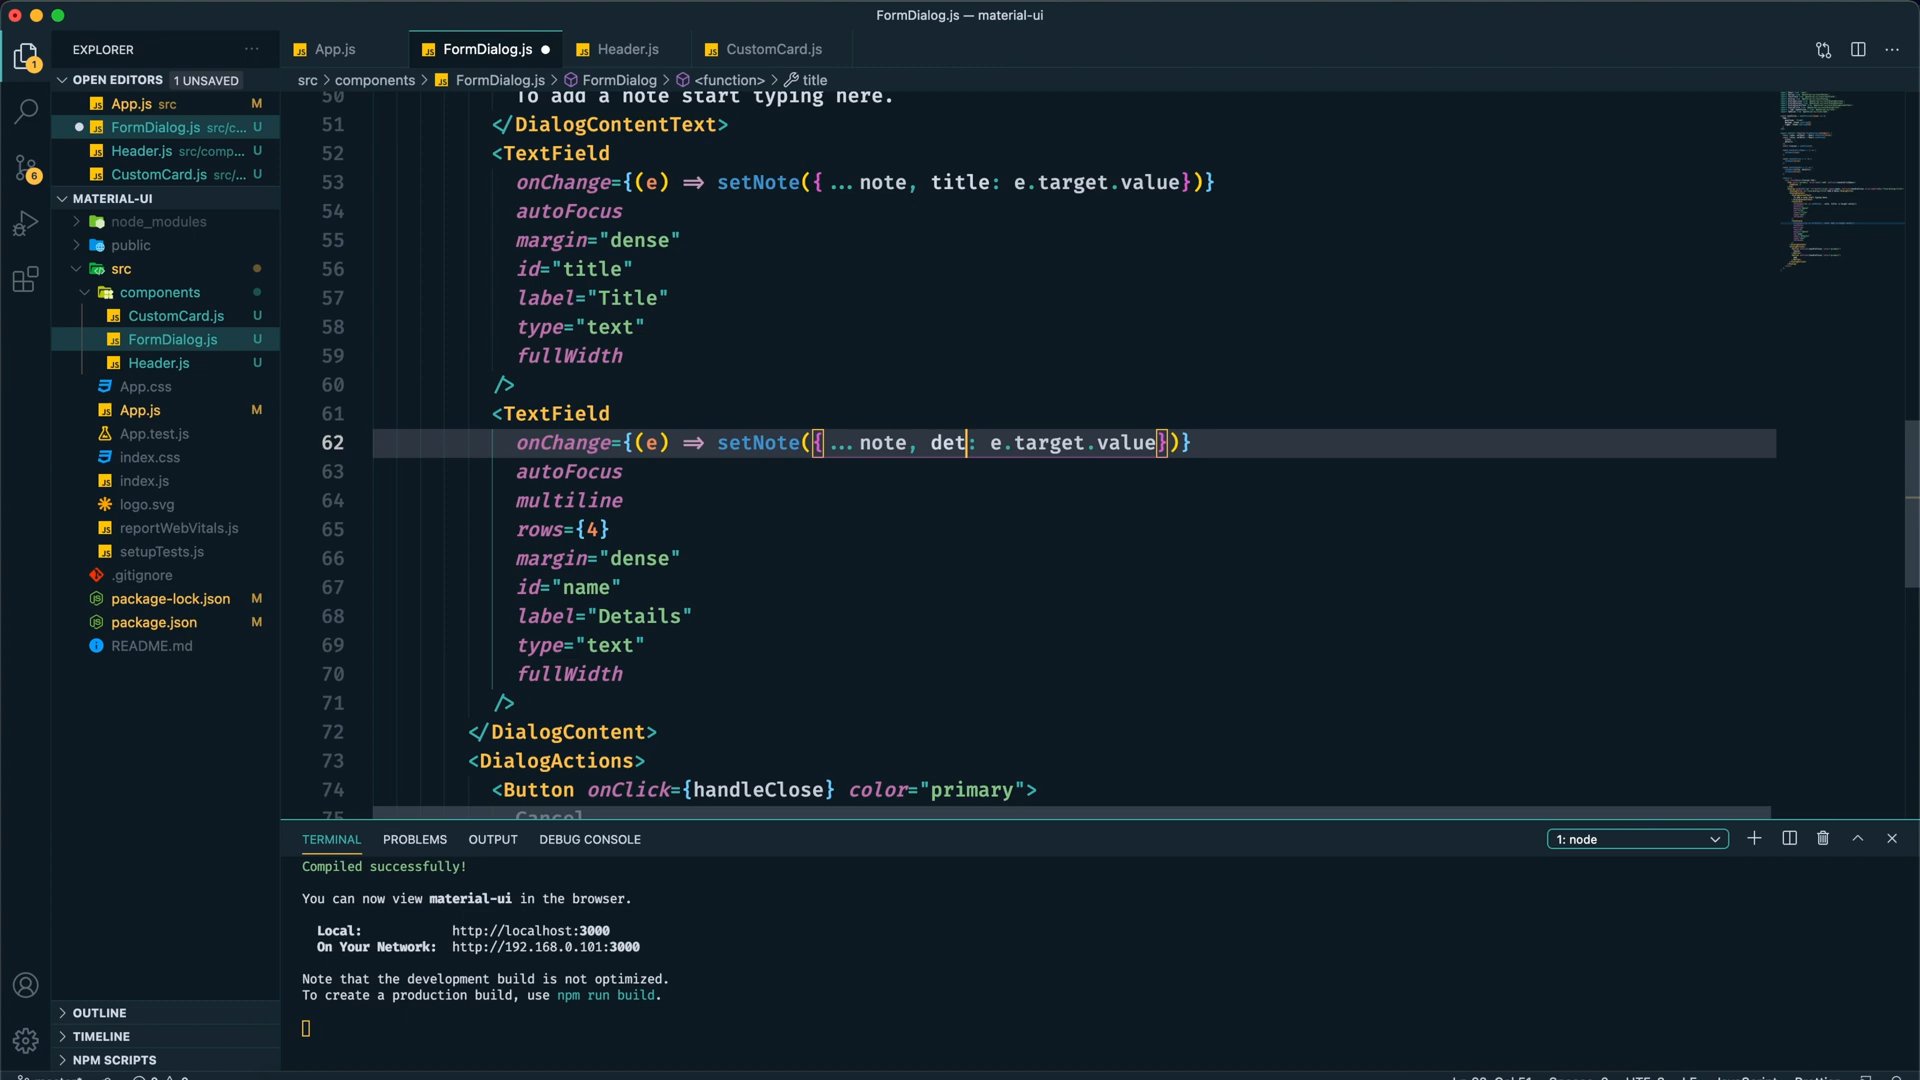 FormDialog.js — material-ui
EXPLORER
App.js
FormDialog.js
Header.js
CustomCard.js
OPEN EDITORS 1 UNSAVED
App.js src M
FormDialog.js src/c... U
Header.js src/comp... U
CustomCard.js src/... U
MATERIAL-UI
node_modules
public
src
components
CustomCard.js U
FormDialog.js U
Header.js U
App.css
App.js M
App.test.js
index.css
index.js
logo.svg
reportWebVitals.js
setupTests.js
.gitignore
package-lock.json M
package.json M
README.md
OUTLINE
TIMELINE
NPM SCRIPTS
1
6
src > components > FormDialog.js > FormDialog > <function> > title
50 To add a note start typing here.
51 </DialogContentText>
52 <TextField
53 onChange={(e) => setNote({...note, title: e.target.value})}
54 autoFocus
55 margin="dense"
56 id="title"
57 label="Title"
58 type="text"
59 fullWidth
60 />
61 <TextField
62 onChange={(e) => setNote({...note, det: e.target.value})}
63 autoFocus
64 multiline
65 rows={4}
66 margin="dense"
67 id="name"
68 label="Details"
69 type="text"
70 fullWidth
71 />
72 </DialogContent>
73 <DialogActions>
74 <Button onClick={handleClose} color="primary">
75 Cancel
TERMINAL PROBLEMS OUTPUT DEBUG CONSOLE
1: node
Compiled successfully!
You can now view material-ui in the browser.
Local: http://localhost:3000
On Your Network: http://192.168.0.101:3000
Note that the development build is not optimized.
To create a production build, use npm run build.